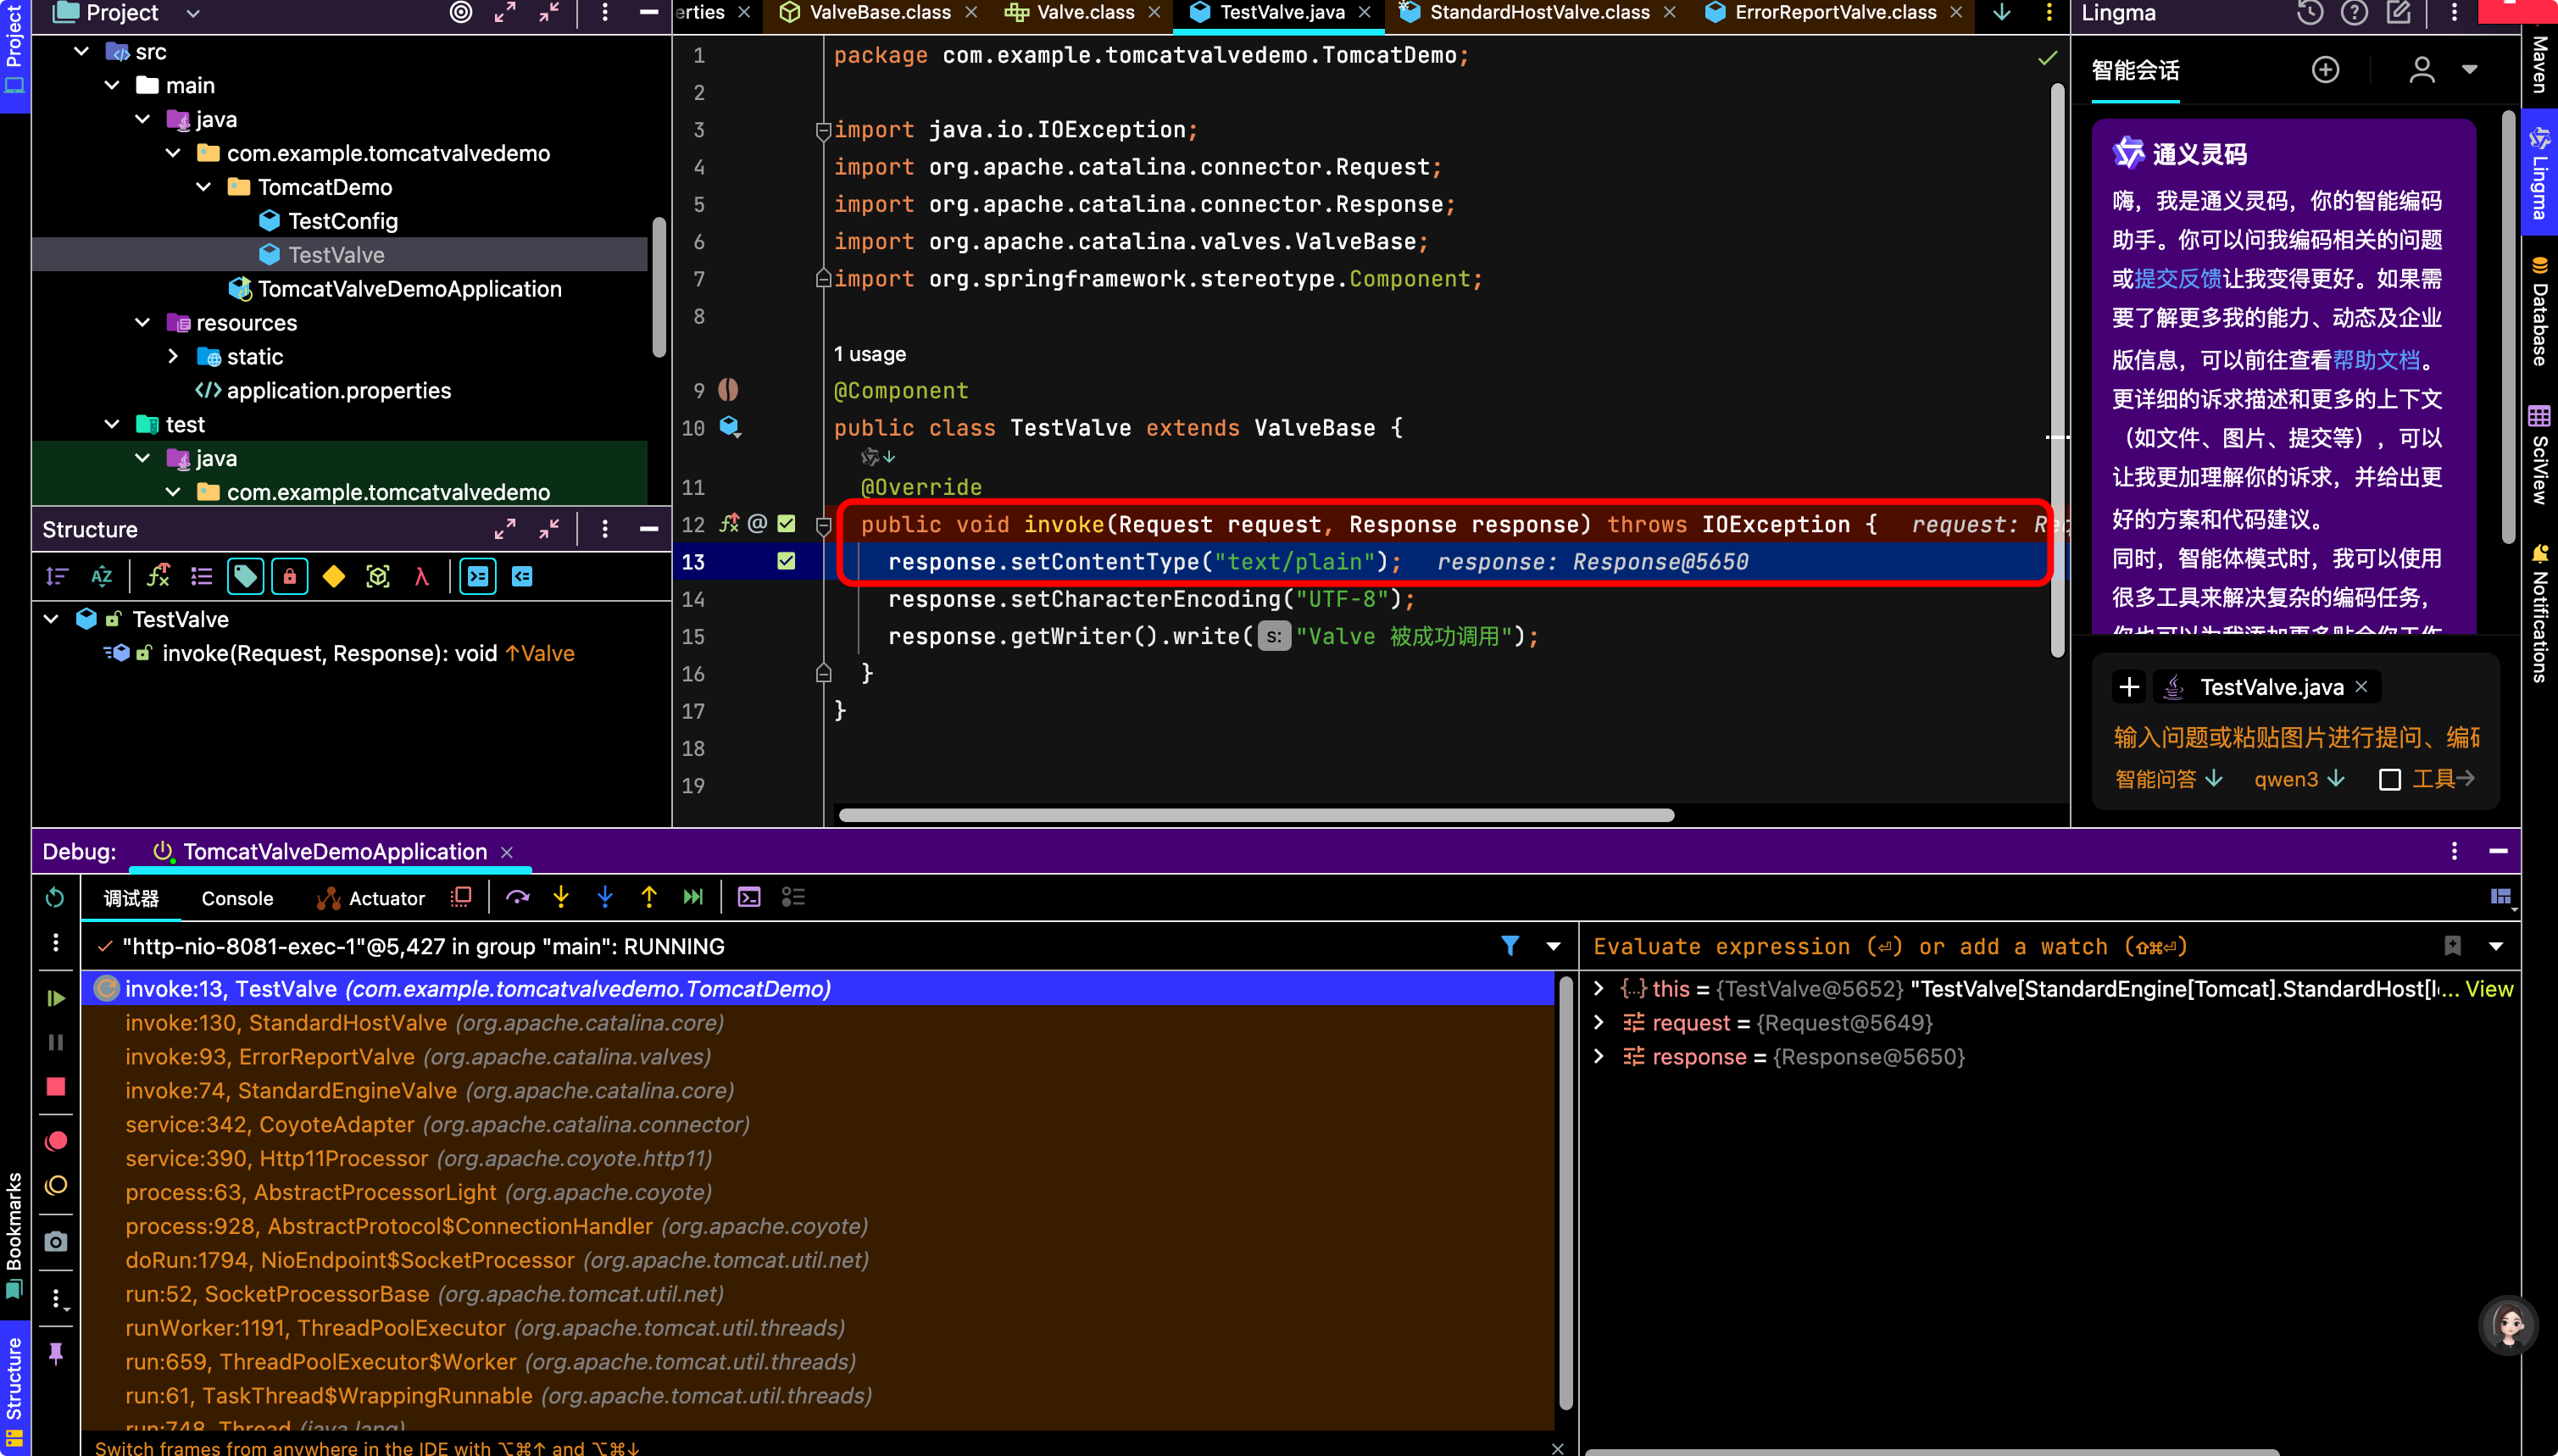 Project
erties
ValveBase.class
Valve.class
TestValve.java
StandardHostValve.class
ErrorReportValve.class
Lingma
Project
src
main
java
com.example.tomcatvalvedemo
TomcatDemo
TestConfig
TestValve
TomcatValveDemoApplication
resources
static
application.properties
test
java
com.example.tomcatvalvedemo
Structure
TestValve
invoke(Request, Response): void ↑Valve
1 package com.example.tomcatvalvedemo.TomcatDemo;
2
3 import java.io.IOException;
4 import org.apache.catalina.connector.Request;
5 import org.apache.catalina.connector.Response;
6 import org.apache.catalina.valves.ValveBase;
7 import org.springframework.stereotype.Component;
8
1 usage
9 @Component
10 public class TestValve extends ValveBase {
11 @Override
12 public void invoke(Request request, Response response) throws IOException { request: Re
13 response.setContentType("text/plain"); response: Response@5650
14 response.setCharacterEncoding("UTF-8");
15 response.getWriter().write( s: "Valve 被成功调用");
16 }
17 }
18
19
智能会话
通义灵码
嗨，我是通义灵码，你的智能编码
助手。你可以问我编码相关的问题
或提交反馈让我变得更好。如果需
要了解更多我的能力、动态及企业
版信息，可以前往查看帮助文档。
更详细的诉求描述和更多的上下文
（如文件、图片、提交等），可以
让我更加理解你的诉求，并给出更
好的方案和代码建议。
同时，智能体模式时，我可以使用
很多工具来解决复杂的编码任务，
TestValve.java
输入问题或粘贴图片进行提问、编
智能问答 qwen3 工具
Maven
Lingma
Database
SciView
Notifications
Debug: TomcatValveDemoApplication
调试器 Console Actuator
"http-nio-8081-exec-1"@5,427 in group "main": RUNNING
invoke:13, TestValve (com.example.tomcatvalvedemo.TomcatDemo)
invoke:130, StandardHostValve (org.apache.catalina.core)
invoke:93, ErrorReportValve (org.apache.catalina.valves)
invoke:74, StandardEngineValve (org.apache.catalina.core)
service:342, CoyoteAdapter (org.apache.catalina.connector)
service:390, Http11Processor (org.apache.coyote.http11)
process:63, AbstractProcessorLight (org.apache.coyote)
process:928, AbstractProtocol$ConnectionHandler (org.apache.coyote)
doRun:1794, NioEndpoint$SocketProcessor (org.apache.tomcat.util.net)
run:52, SocketProcessorBase (org.apache.tomcat.util.net)
runWorker:1191, ThreadPoolExecutor (org.apache.tomcat.util.threads)
run:659, ThreadPoolExecutor$Worker (org.apache.tomcat.util.threads)
run:61, TaskThread$WrappingRunnable (org.apache.tomcat.util.threads)
run:748, Thread (java.lang)
Switch frames from anywhere in the IDE with ⌥⌘↑ and ⌥⌘↓
Evaluate expression (⏎) or add a watch (⇧⌘⏎)
this = {TestValve@5652} "TestValve[StandardEngine[Tomcat].StandardHost[l... View
request = {Request@5649}
response = {Response@5650}
Bookmarks
Structure